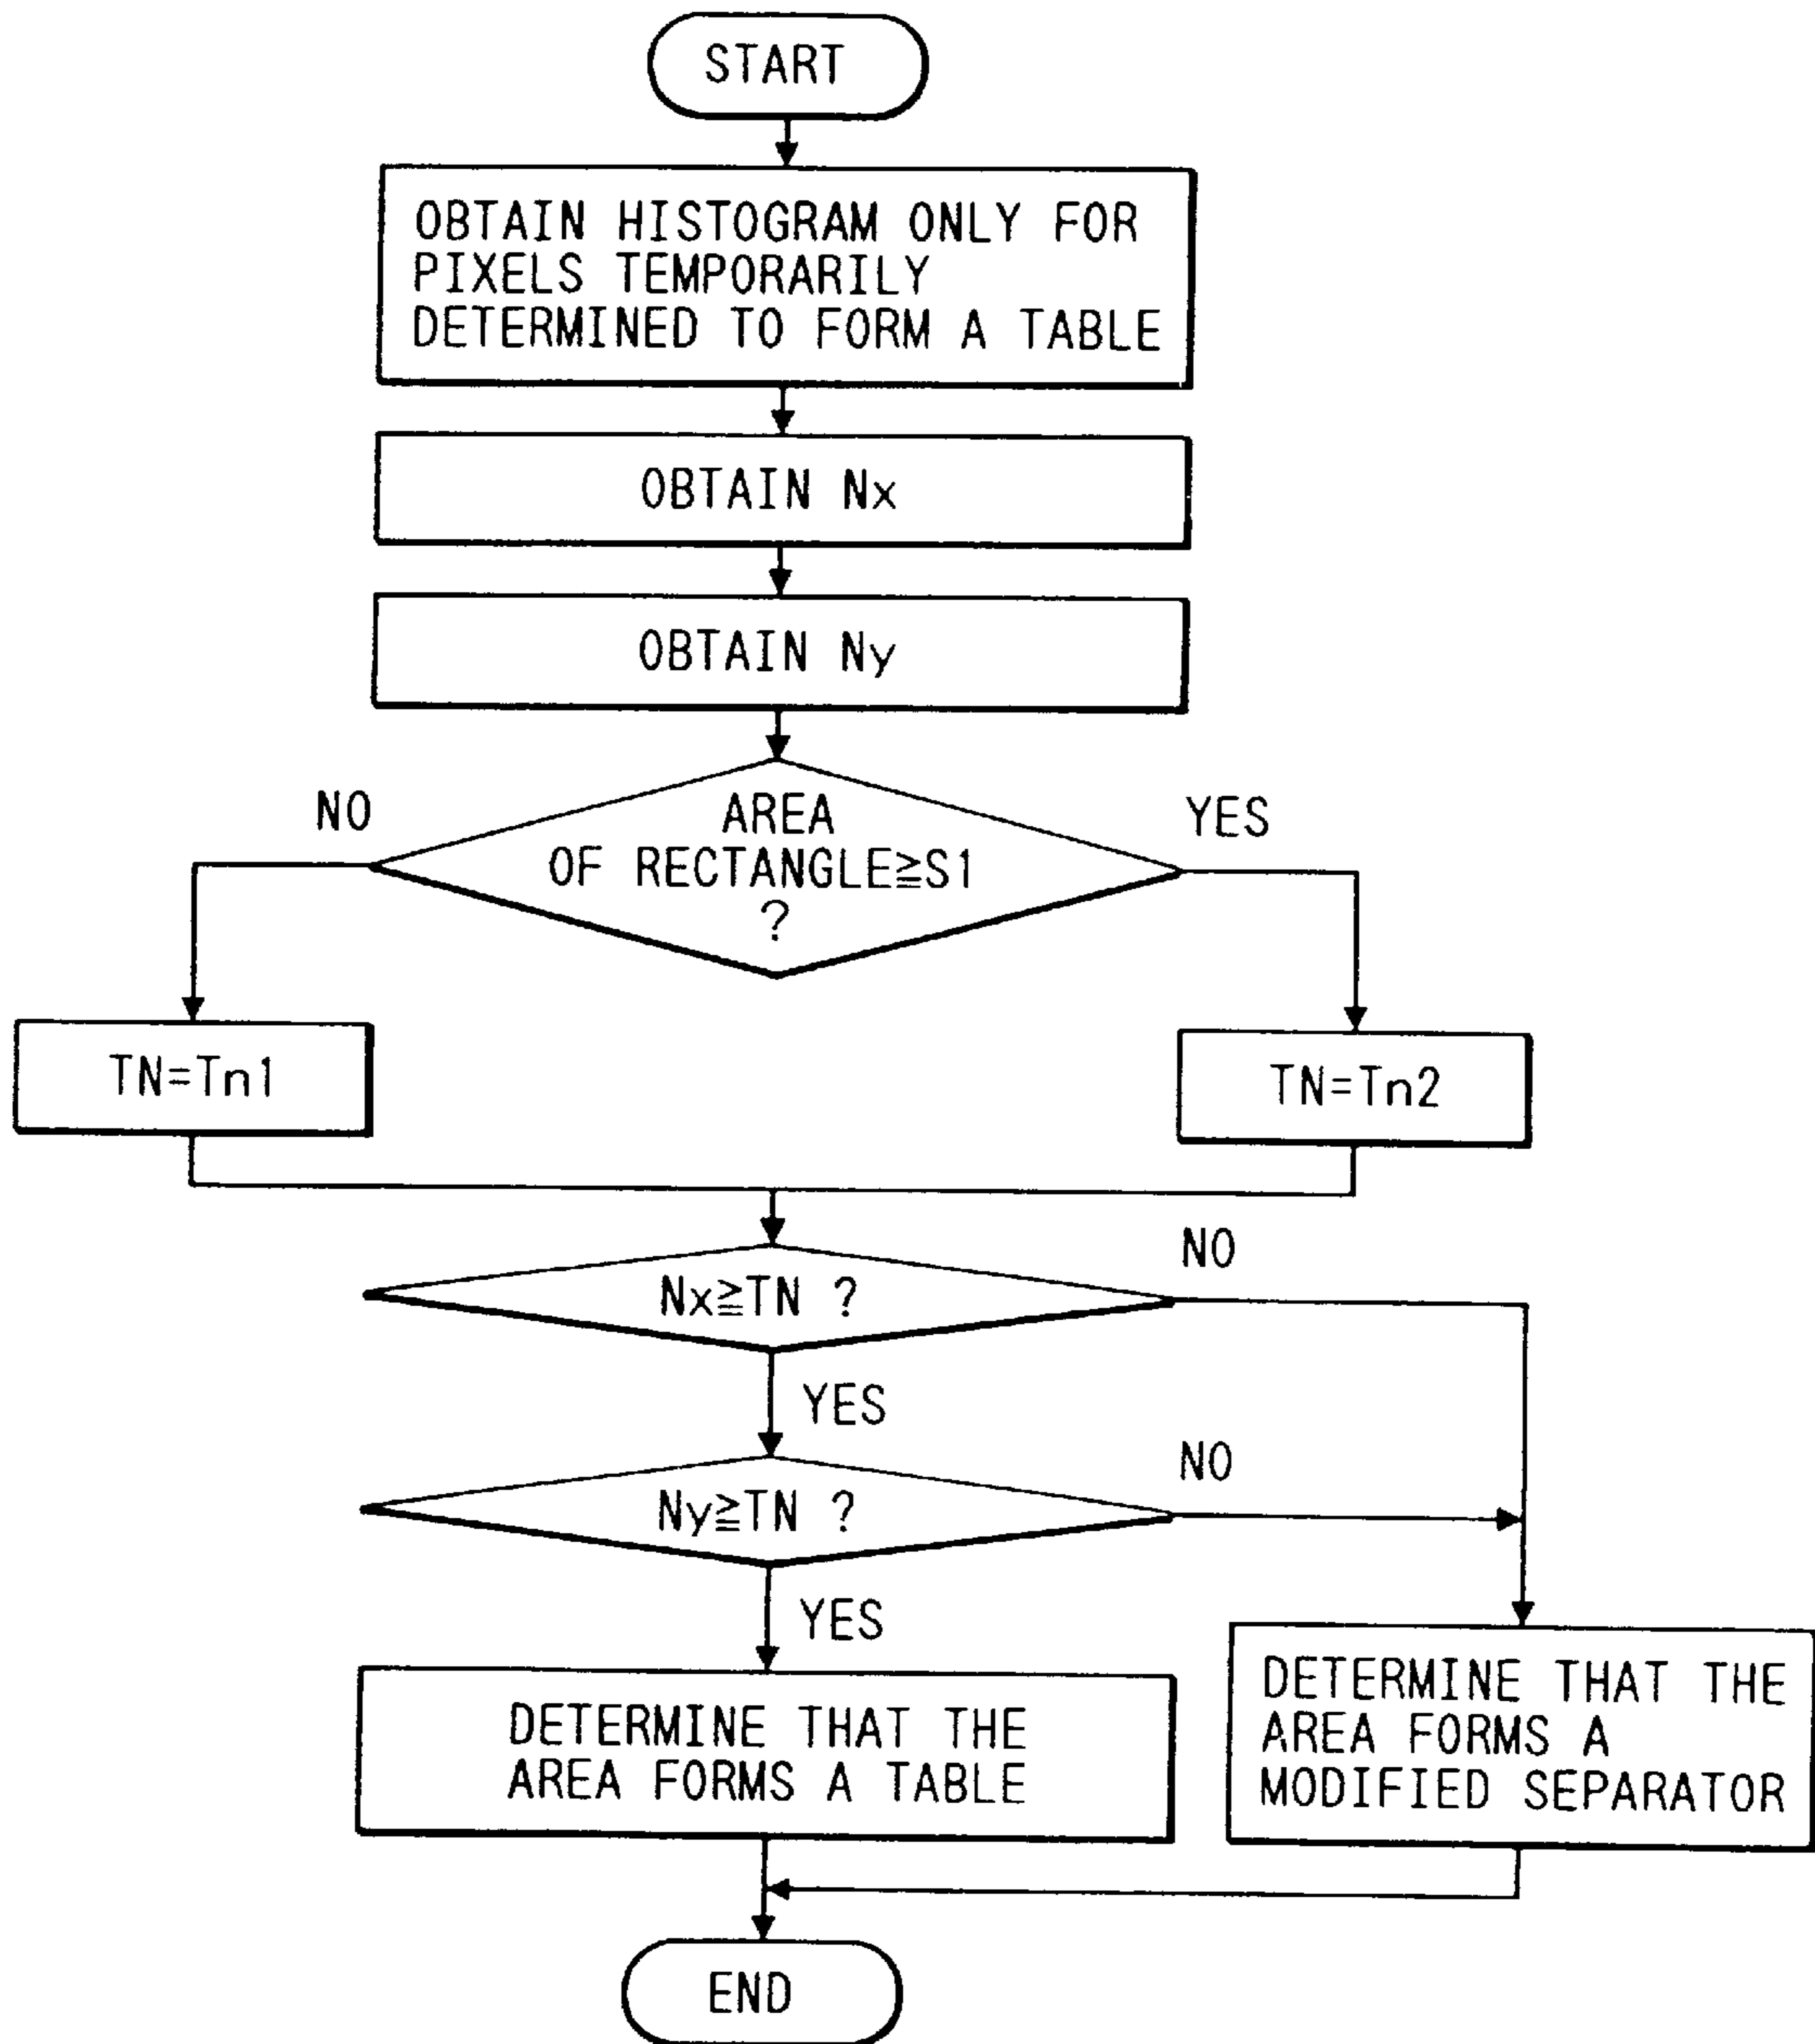 START
OBTAIN HISTOGRAM ONLY FOR
PIXELS TEMPORARILY
DETERMINED TO FORM A TABLE
OBTAIN Nx
OBTAIN Ny
NO
AREA
OF RECTANGLE≧S1
?
YES
TN=Tn1
TN=Tn2
Nx≧TN ?
NO
YES
Ny≧TN ?
NO
YES
DETERMINE THAT THE
AREA FORMS A TABLE
DETERMINE THAT THE
AREA FORMS A
MODIFIED SEPARATOR
END